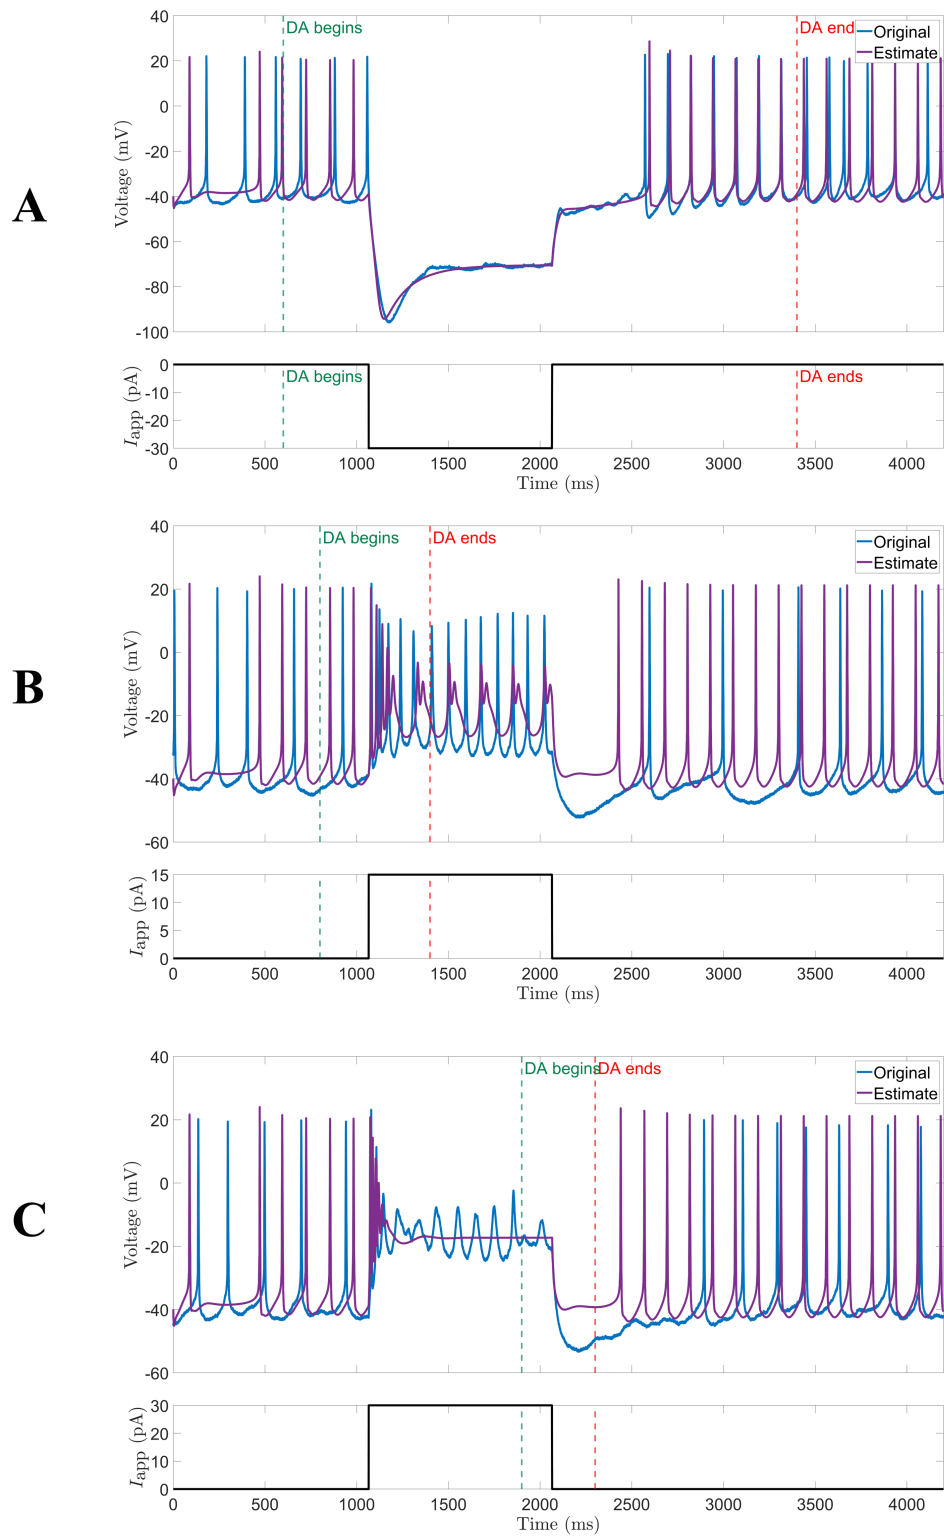 A
40
20
0
-20
-40
-60
-80
-100
Voltage (mV)
DA begins
DA end
Original
Estimate
0
-10
-20
-30
Iapp (pA)
DA begins
DA ends
0 500 1000 1500 2000 2500 3000 3500 4000
Time (ms)
B
40
20
0
-20
-40
-60
Voltage (mV)
DA begins
DA ends
Original
Estimate
15
10
5
0
Iapp (pA)
0 500 1000 1500 2000 2500 3000 3500 4000
Time (ms)
C
40
20
0
-20
-40
-60
Voltage (mV)
DA begins
DA ends
Original
Estimate
30
20
10
0
Iapp (pA)
0 500 1000 1500 2000 2500 3000 3500 4000
Time (ms)